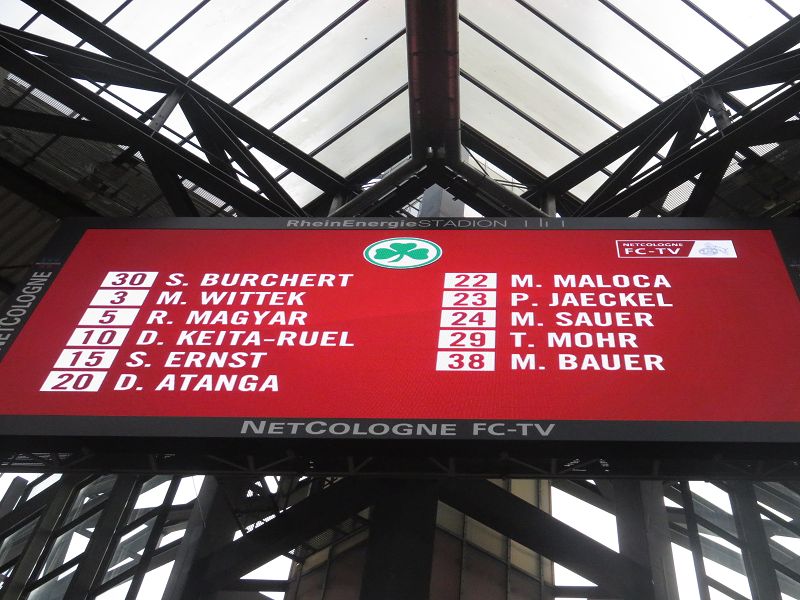 RheinEnergieSTADION
NETCOLOGNE
FC-TV
30 S. BURCHERT
3 M. WITTEK
5 R. MAGYAR
10 D. KEITA-RUEL
15 S. ERNST
20 D. ATANGA
22 M. MALOCA
23 P. JAECKEL
24 M. SAUER
29 T. MOHR
38 M. BAUER
NETCOLOGNE
NETCOLOGNE FC-TV